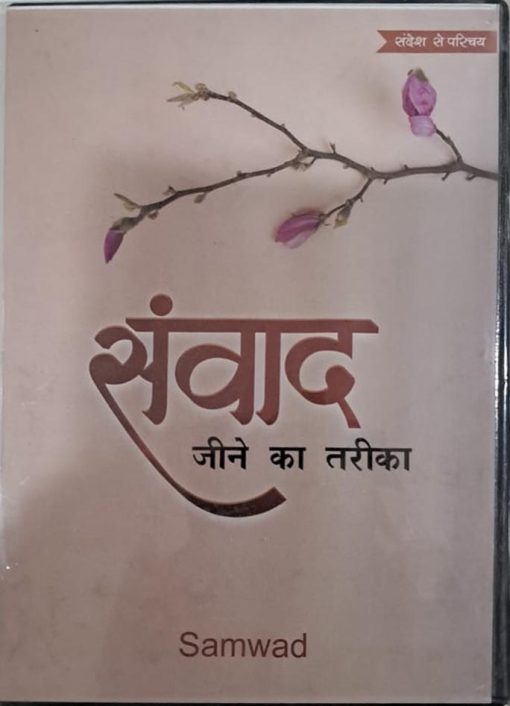 संदेश से परिचय
संवाद
जीने का तरीका
Samwad